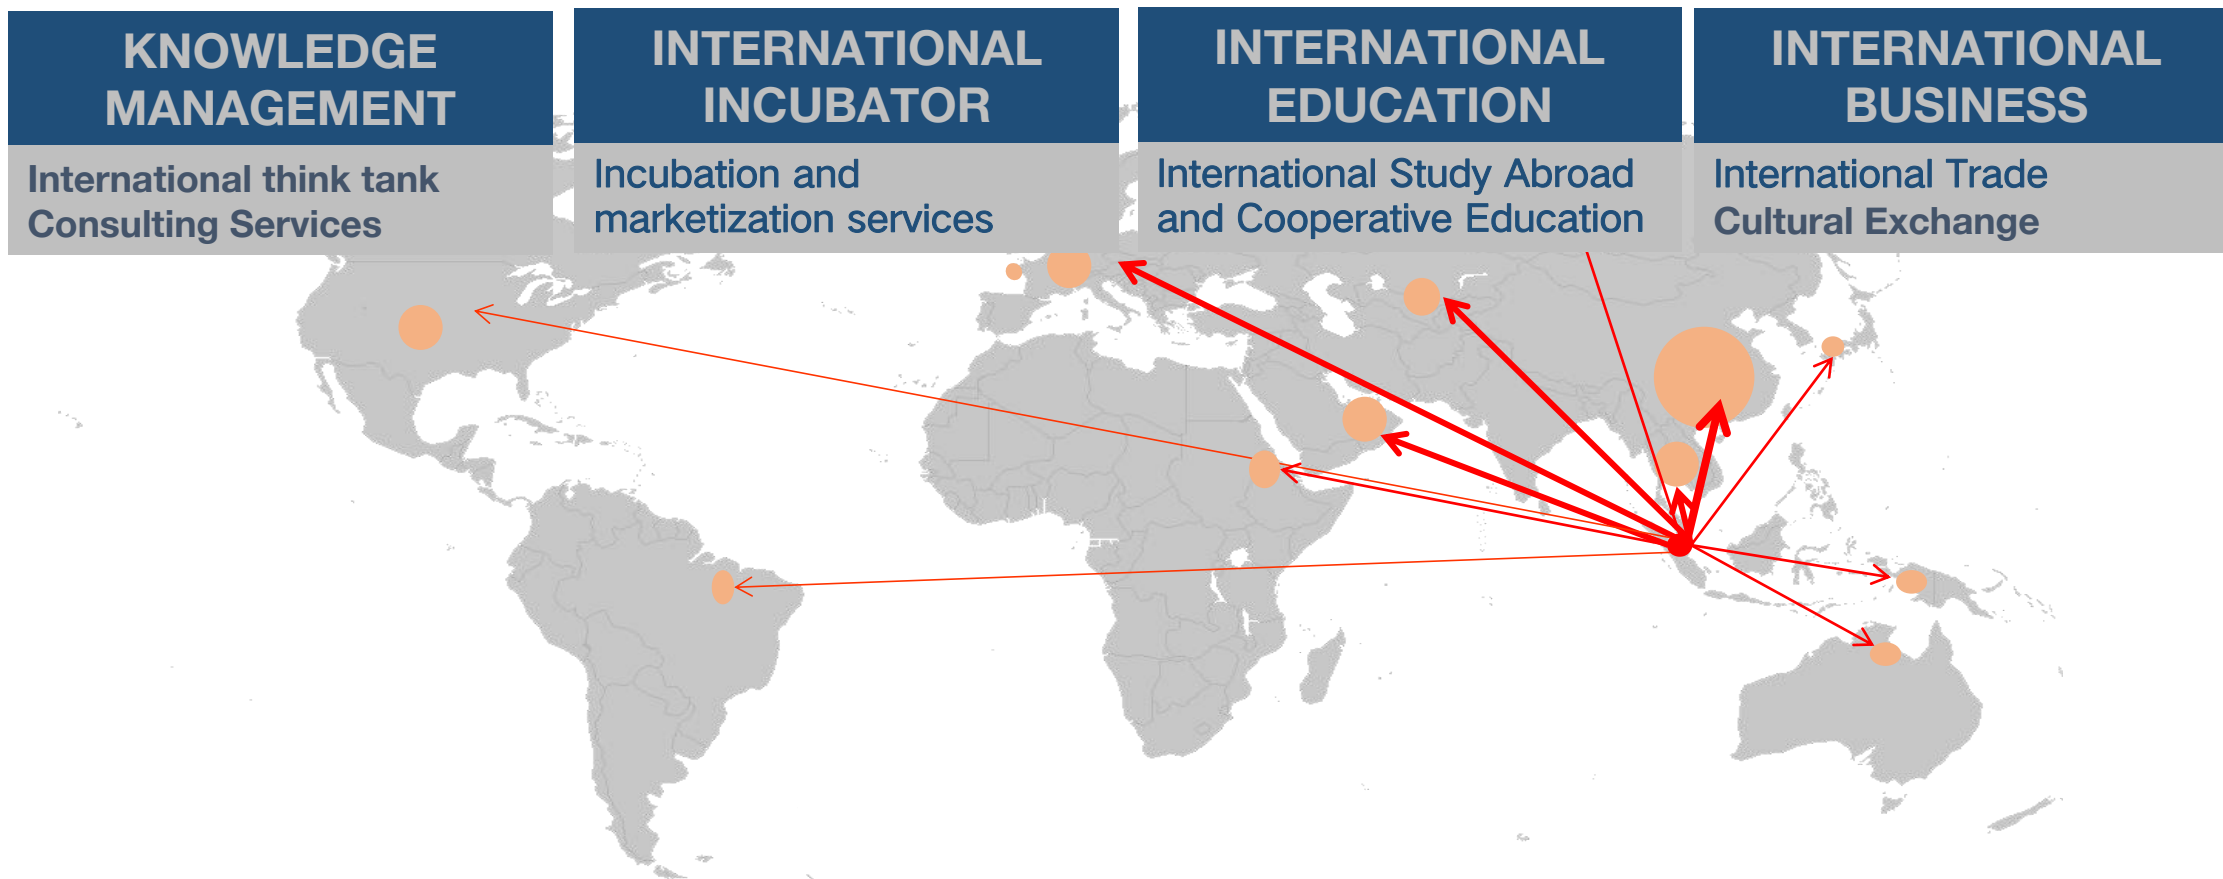 KNOWLEDGE
MANAGEMENT
International think tank
Consulting Services
INTERNATIONAL
INCUBATOR
Incubation and
marketization services
INTERNATIONAL
EDUCATION
International Study Abroad
and Cooperative Education
INTERNATIONAL
BUSINESS
International Trade
Cultural Exchange